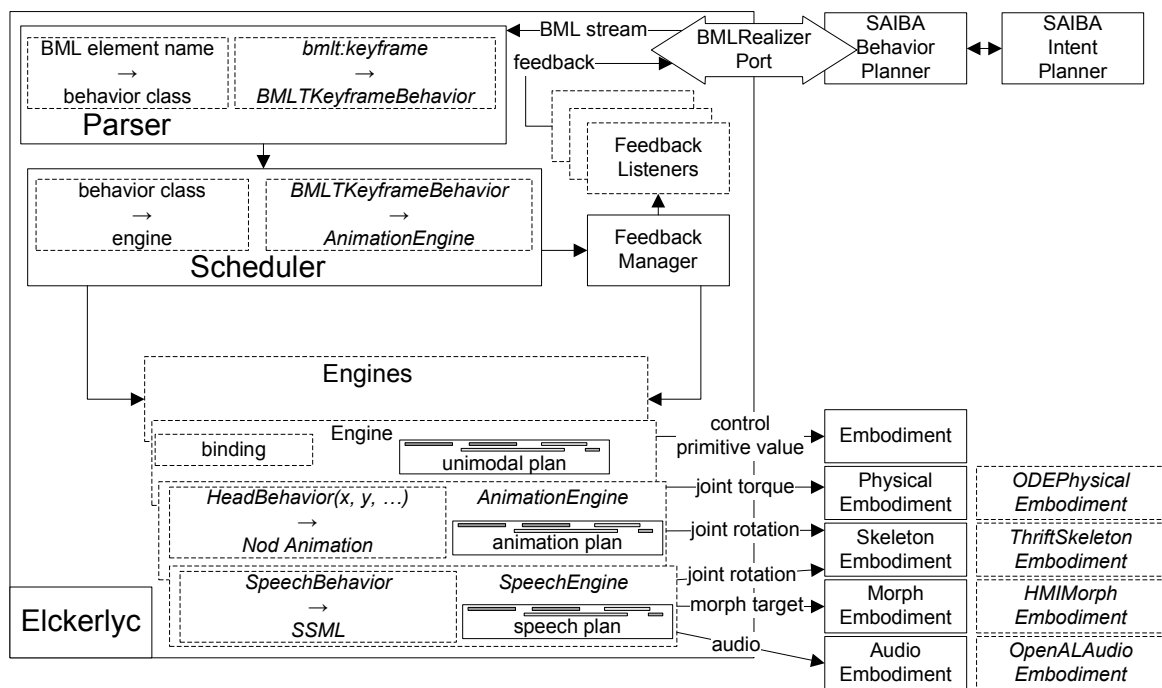 BML element name
→
behavior class
bmlt:keyframe
→
BMLTKeyframeBehavior
Parser
BML stream
feedback
BMLRealizer
Port
SAIBA
Behavior
Planner
SAIBA
Intent
Planner
Feedback
Listeners
behavior class
→
engine
BMLTKeyframeBehavior
→
AnimationEngine
Scheduler
Feedback
Manager
Engines
Engine
binding
unimodal plan
control
primitive value
Embodiment
HeadBehavior(x, y, …)
→
Nod Animation
AnimationEngine
animation plan
joint torque
Physical
Embodiment
ODEPhysical
Embodiment
joint rotation
Skeleton
Embodiment
ThriftSkeleton
Embodiment
SpeechBehavior
→
SSML
SpeechEngine
speech plan
joint rotation
morph target
Morph
Embodiment
HMIMorph
Embodiment
audio
Audio
Embodiment
OpenALAudio
Embodiment
Elckerlyc